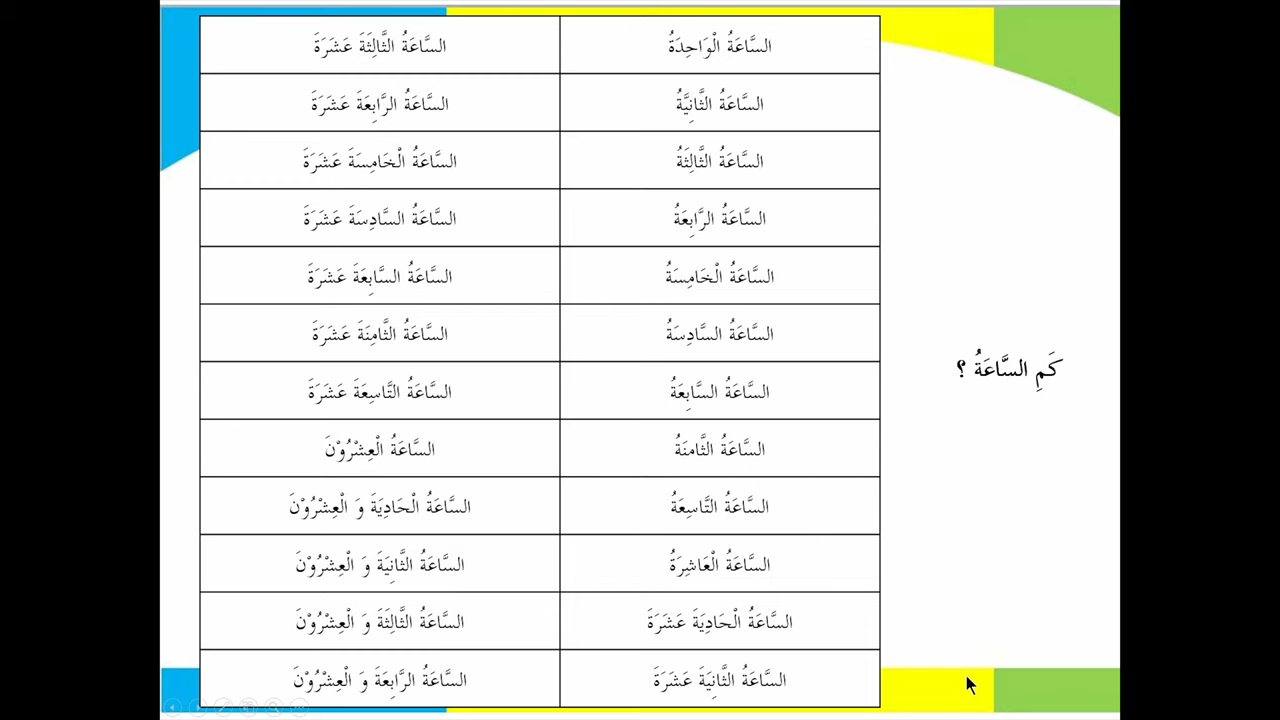 السَّاعَةُ الْوَاحِدَةُ
السَّاعَةُ الثَّالِثَةَ عَشَرَةَ
السَّاعَةُ الثَّانِيَّةُ
السَّاعَةُ الرَّابِعَةَ عَشَرَةَ
السَّاعَةُ الثَّالِثَةُ
السَّاعَةُ الْخَامِسَةَ عَشَرَةَ
السَّاعَةُ الرَّابِعَةُ
السَّاعَةُ السَّادِسَةَ عَشَرَةَ
السَّاعَةُ الْخَامِسَةُ
السَّاعَةُ السَّابِعَةَ عَشَرَةَ
السَّاعَةُ السَّادِسَةُ
السَّاعَةُ الثَّامِنَةَ عَشَرَةَ
كَمِ السَّاعَةُ ؟
السَّاعَةُ السَّابِعَةُ
السَّاعَةُ التَّاسِعَةَ عَشَرَةَ
السَّاعَةُ الثَّامنَةُ
السَّاعَةُ الْعِشْرُوْنَ
السَّاعَةُ التَّاسِعَةُ
السَّاعَةُ الْحَادِيَةَ وَ الْعِشْرُوْنَ
السَّاعَةُ الْعَاشِرَةُ
السَّاعَةُ الثَّانِيَةَ وَ الْعِشْرُوْنَ
السَّاعَةُ الْحَادِيَةَ عَشَرَةَ
السَّاعَةُ الثَّالِثَةَ وَ الْعِشْرُوْنَ
السَّاعَةُ الثَّانِيَةَ عَشَرَةَ
السَّاعَةُ الرَّابِعَةَ وَ الْعِشْرُوْنَ